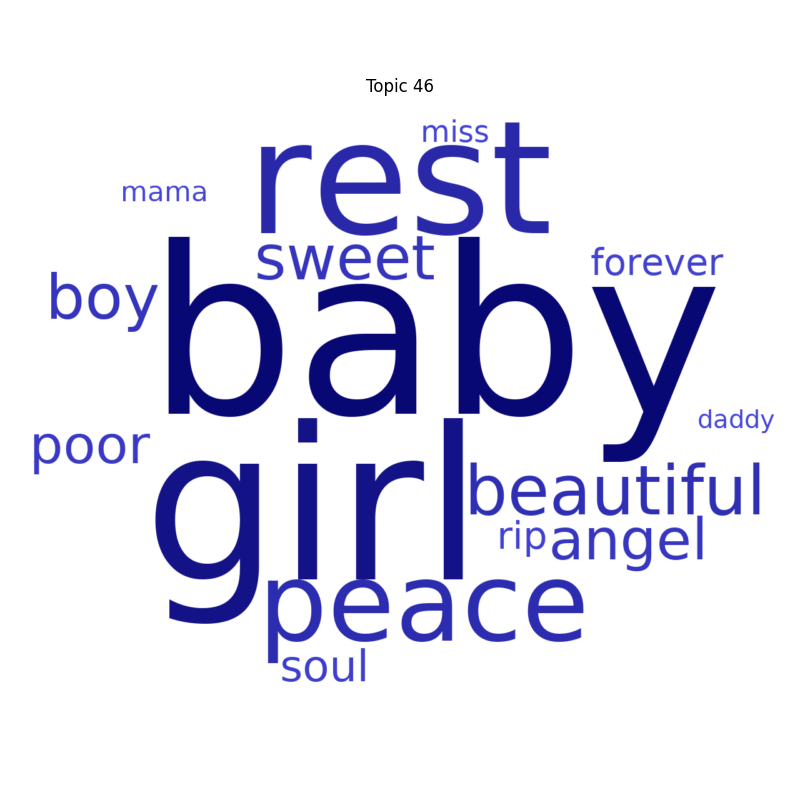 Topic 46
miss
rest
mama
sweet
forever
boy
baby
daddy
poor
girl
beautiful
rip
angel
peace
soul